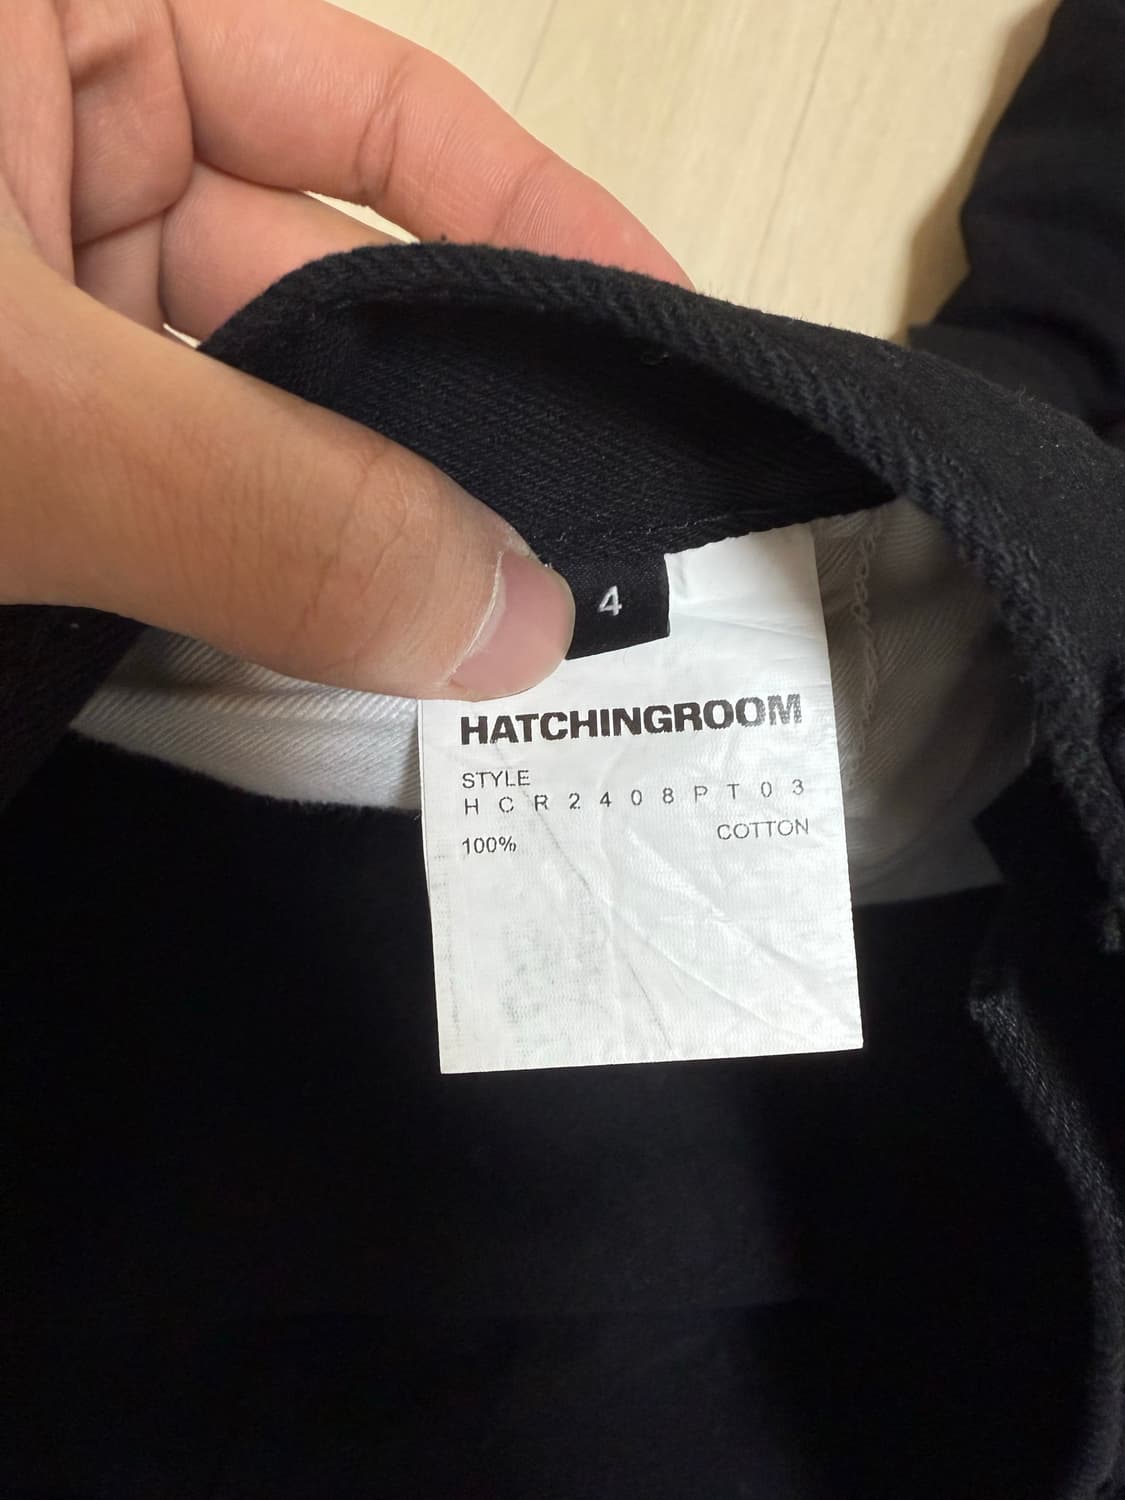 4
HATCHINGROOM
STYLE
HCR2408PT03
100% COTTON